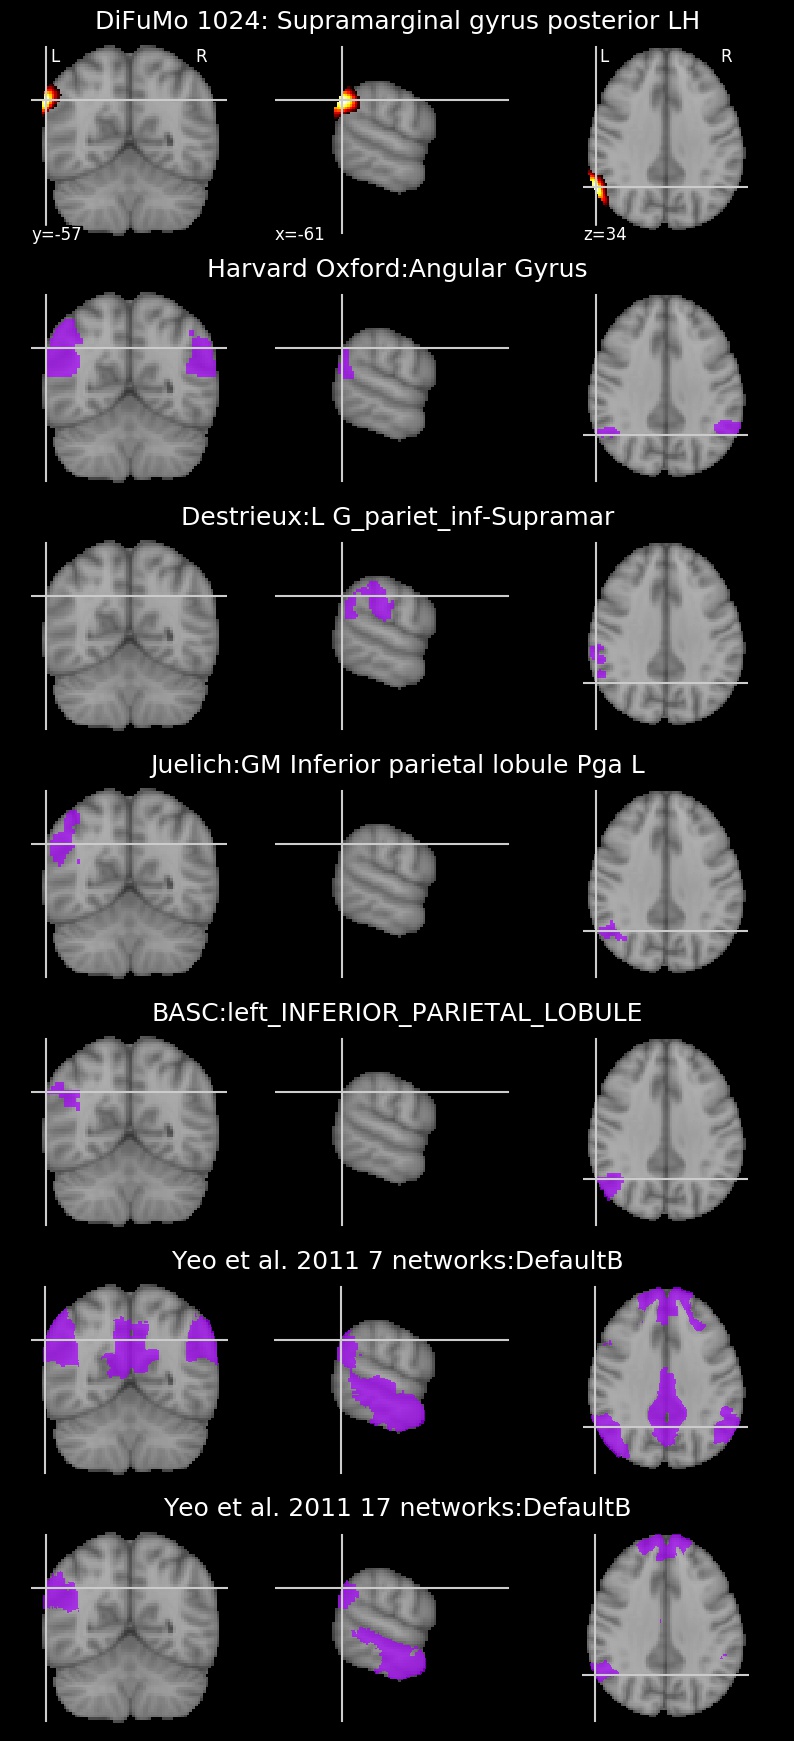 DiFuMo 1024: Supramarginal gyrus posterior LH
L R L R
y=-57 x=-61 z=34
Harvard Oxford:Angular Gyrus
Destrieux:L G_pariet_inf-Supramar
Juelich:GM Inferior parietal lobule Pga L
BASC:left_INFERIOR_PARIETAL_LOBULE
Yeo et al. 2011 7 networks:DefaultB
Yeo et al. 2011 17 networks:DefaultB